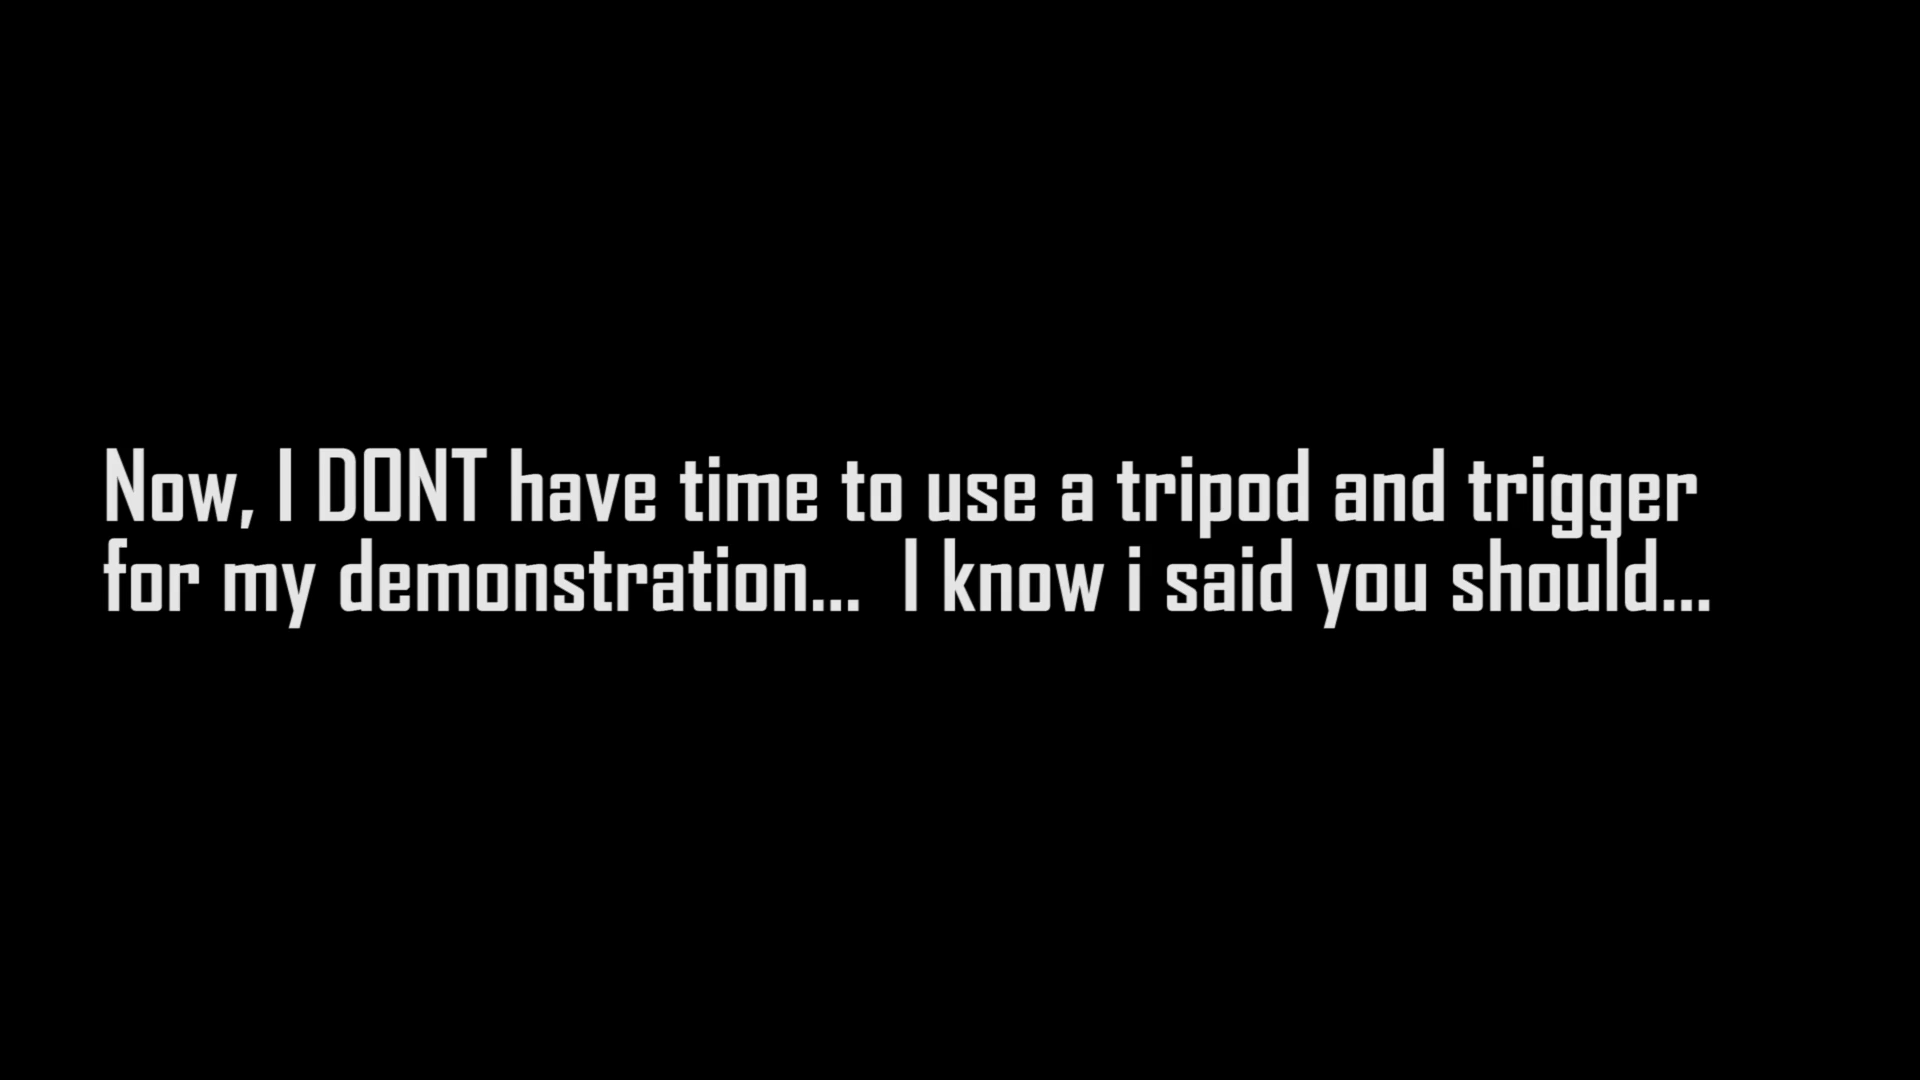 Now, I DONT have time to use a tripod and trigger
for my demonstration...  I know i said you should...